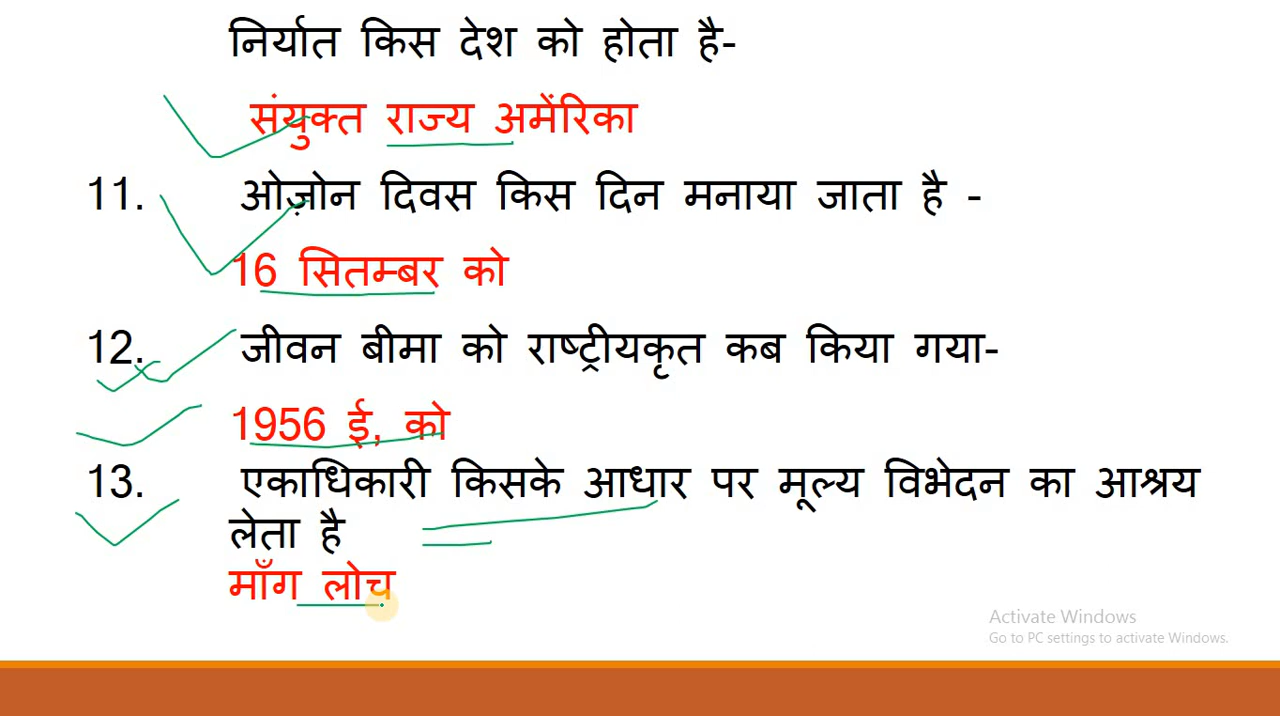 निर्यात किस देश को होता है-
संयुक्त राज्य अमेंरिका
11. ओज़ोन दिवस किस दिन मनाया जाता है -
16 सितम्बर को
12. जीवन बीमा को राष्ट्रीयकृत कब किया गया-
1956 ई, को
13. एकाधिकारी किसके आधार पर मूल्य विभेदन का आश्रय
लेता है
माँग लोच
Activate Windows
Go to PC settings to activate Windows.